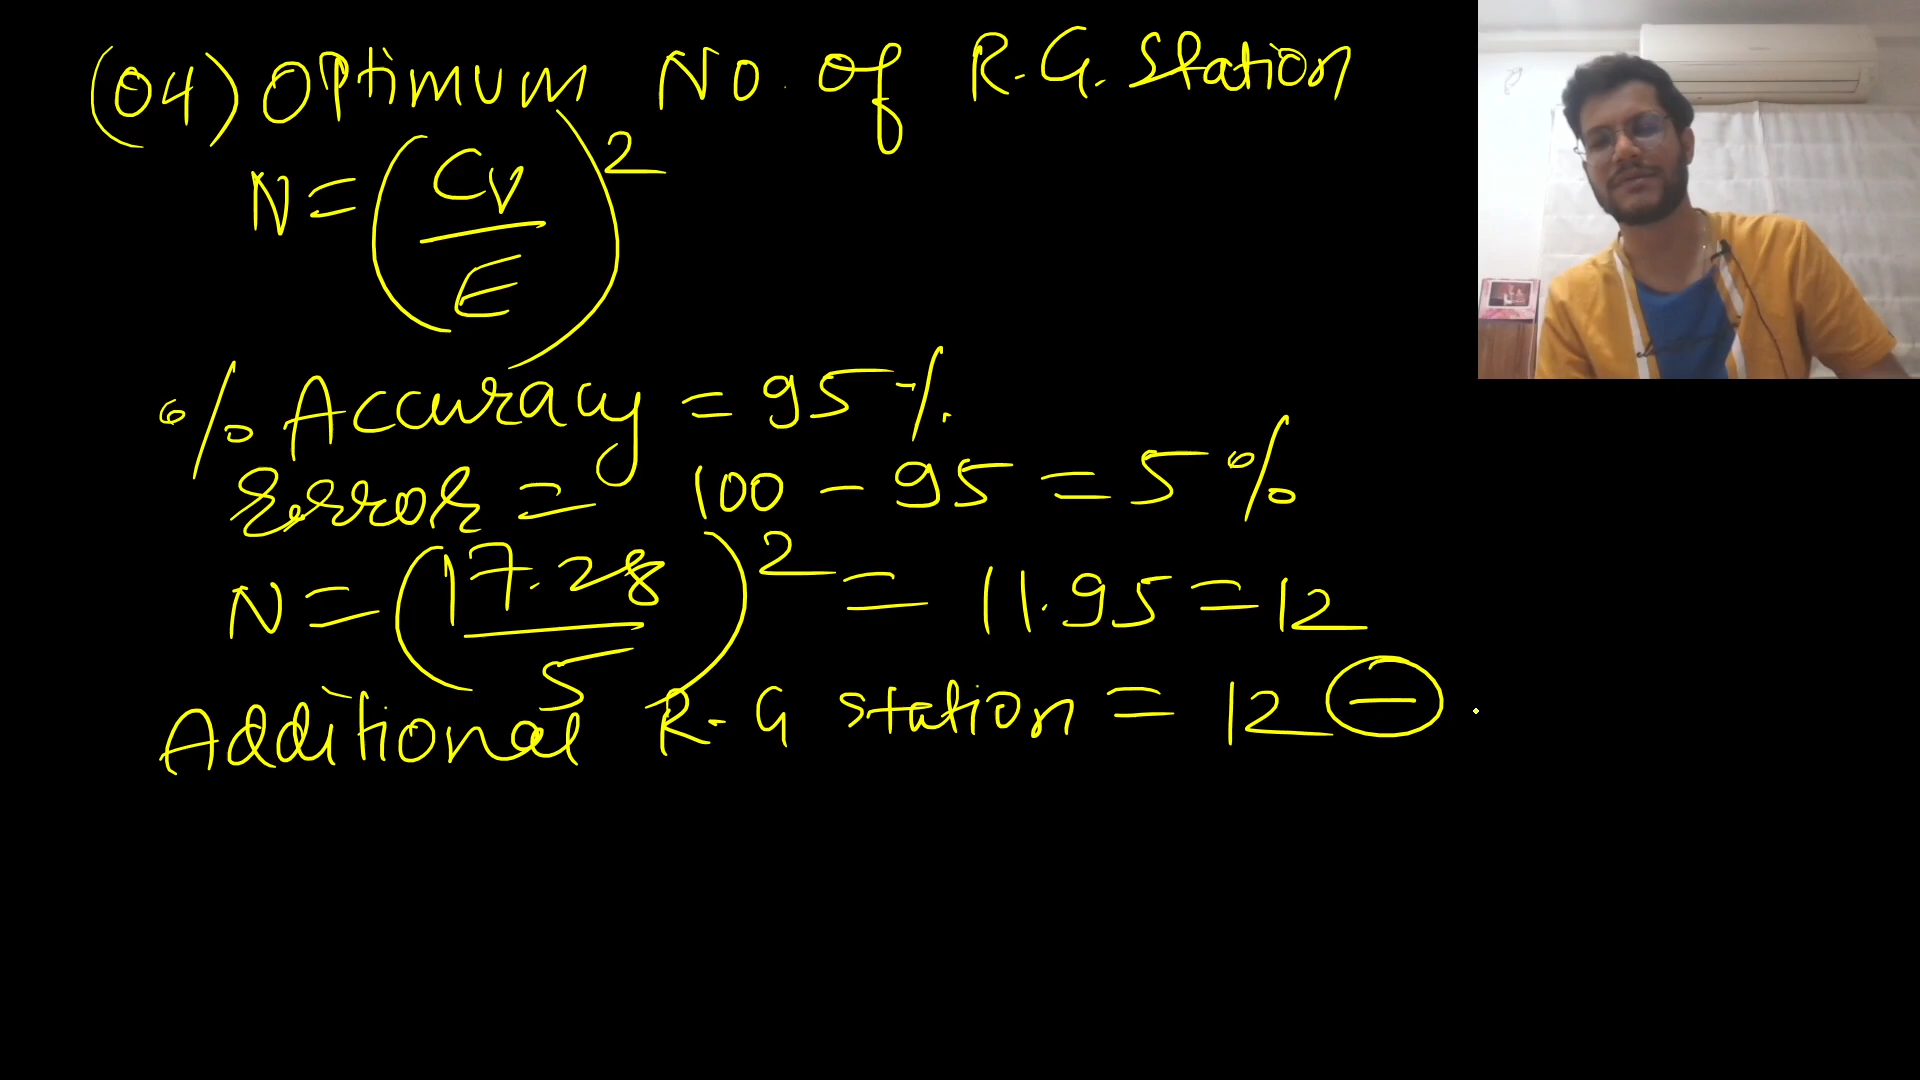 (04) Optimum No. of R.G. Station
N = (Cv / E)²
% Accuracy = 95 %.
Error = 100 - 95 = 5 %
N = (17.28 / 5)² = 11.95 = 12
Additional R.G station = 12 -